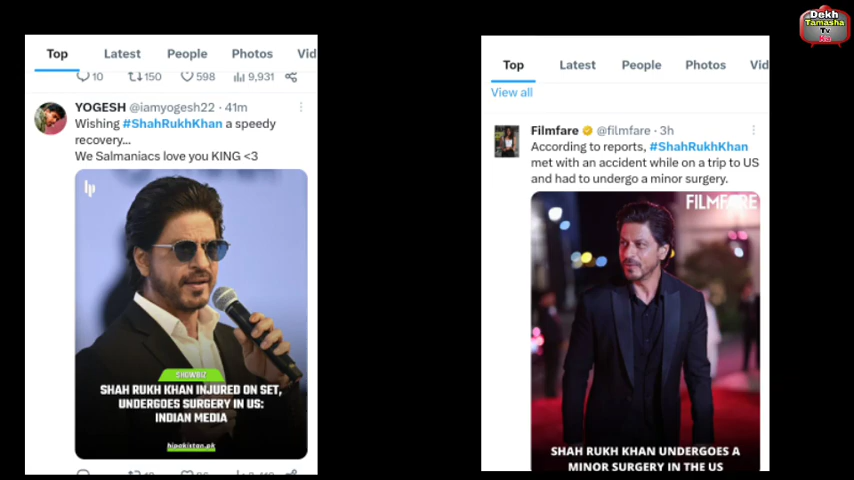 Dekh
Tamasha
Tv
Ka
Top Latest People Photos Vid
10 150 598 9,931
YOGESH @iamyogesh22 · 41m
Wishing #ShahRukhKhan a speedy
recovery...
We Salmaniacs love you KING <3
SHOWBIZ
SHAH RUKH KHAN INJURED ON SET,
UNDERGOES SURGERY IN US:
INDIAN MEDIA
hipakistan.pk
Top Latest People Photos Vid
View all
Filmfare @filmfare · 3h
According to reports, #ShahRukhKhan
met with an accident while on a trip to US
and had to undergo a minor surgery.
FILMFARE
SHAH RUKH KHAN UNDERGOES A
MINOR SURGERY IN THE US